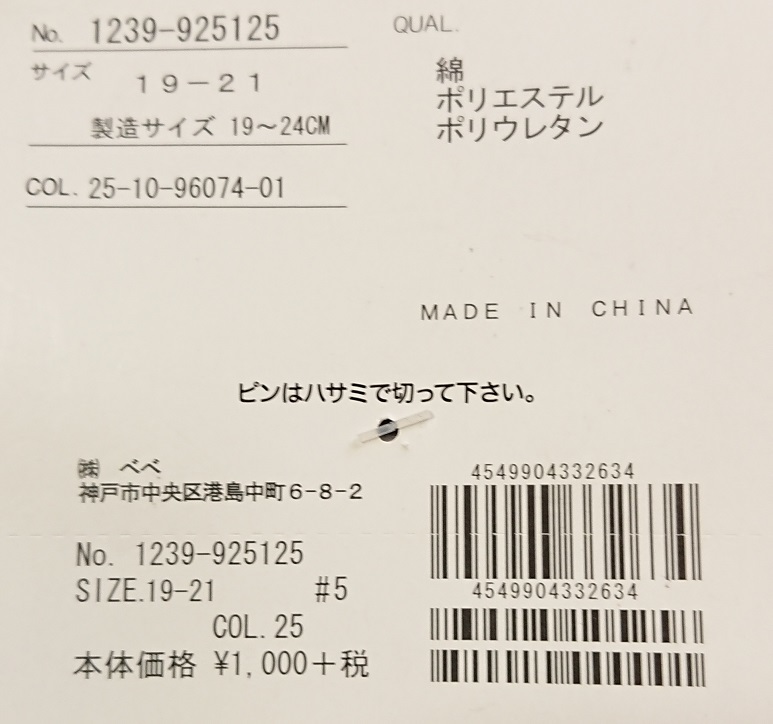 No. 1239-925125
サイズ 19-21
製造サイズ 19~24CM
COL. 25-10-96074-01
QUAL.
綿
ポリエステル
ポリウレタン
MADE IN CHINA
ピンはハサミで切って下さい。
㈱ べべ
神戸市中央区港島中町6-8-2
No. 1239-925125
SIZE.19-21 #5
COL.25
本体価格 ¥1,000+税
4549904332634
4549904332634